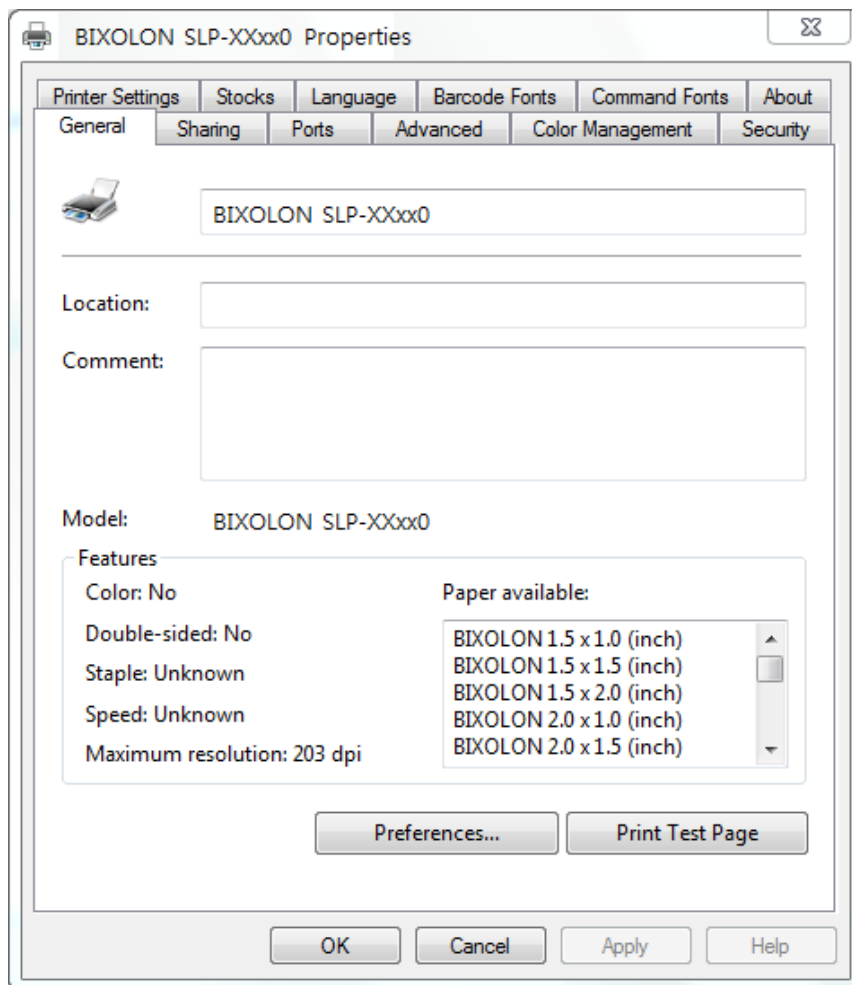 BIXOLON SLP-XXxx0 Properties
Printer Settings Stocks Language Barcode Fonts Command Fonts About
General Sharing Ports Advanced Color Management Security
BIXOLON SLP-XXxx0
Location:
Comment:
Model: BIXOLON SLP-XXxx0
Features
Color: No
Double-sided: No
Staple: Unknown
Speed: Unknown
Maximum resolution: 203 dpi
Paper available:
BIXOLON 1.5 x 1.0 (inch)
BIXOLON 1.5 x 1.5 (inch)
BIXOLON 1.5 x 2.0 (inch)
BIXOLON 2.0 x 1.0 (inch)
BIXOLON 2.0 x 1.5 (inch)
Preferences... Print Test Page
OK Cancel Apply Help